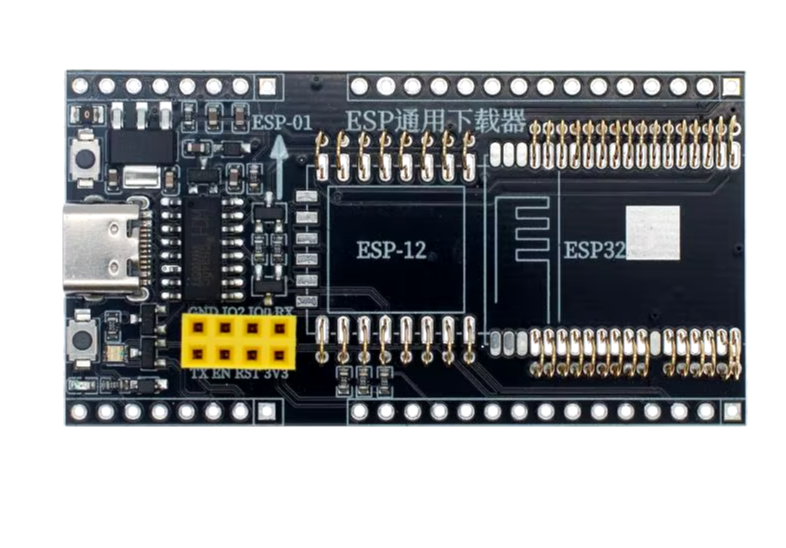 ESP-01
ESP通用下载器
ESP-12
ESP32
GND IO2 IO0 RX
TX EN RST 3V3